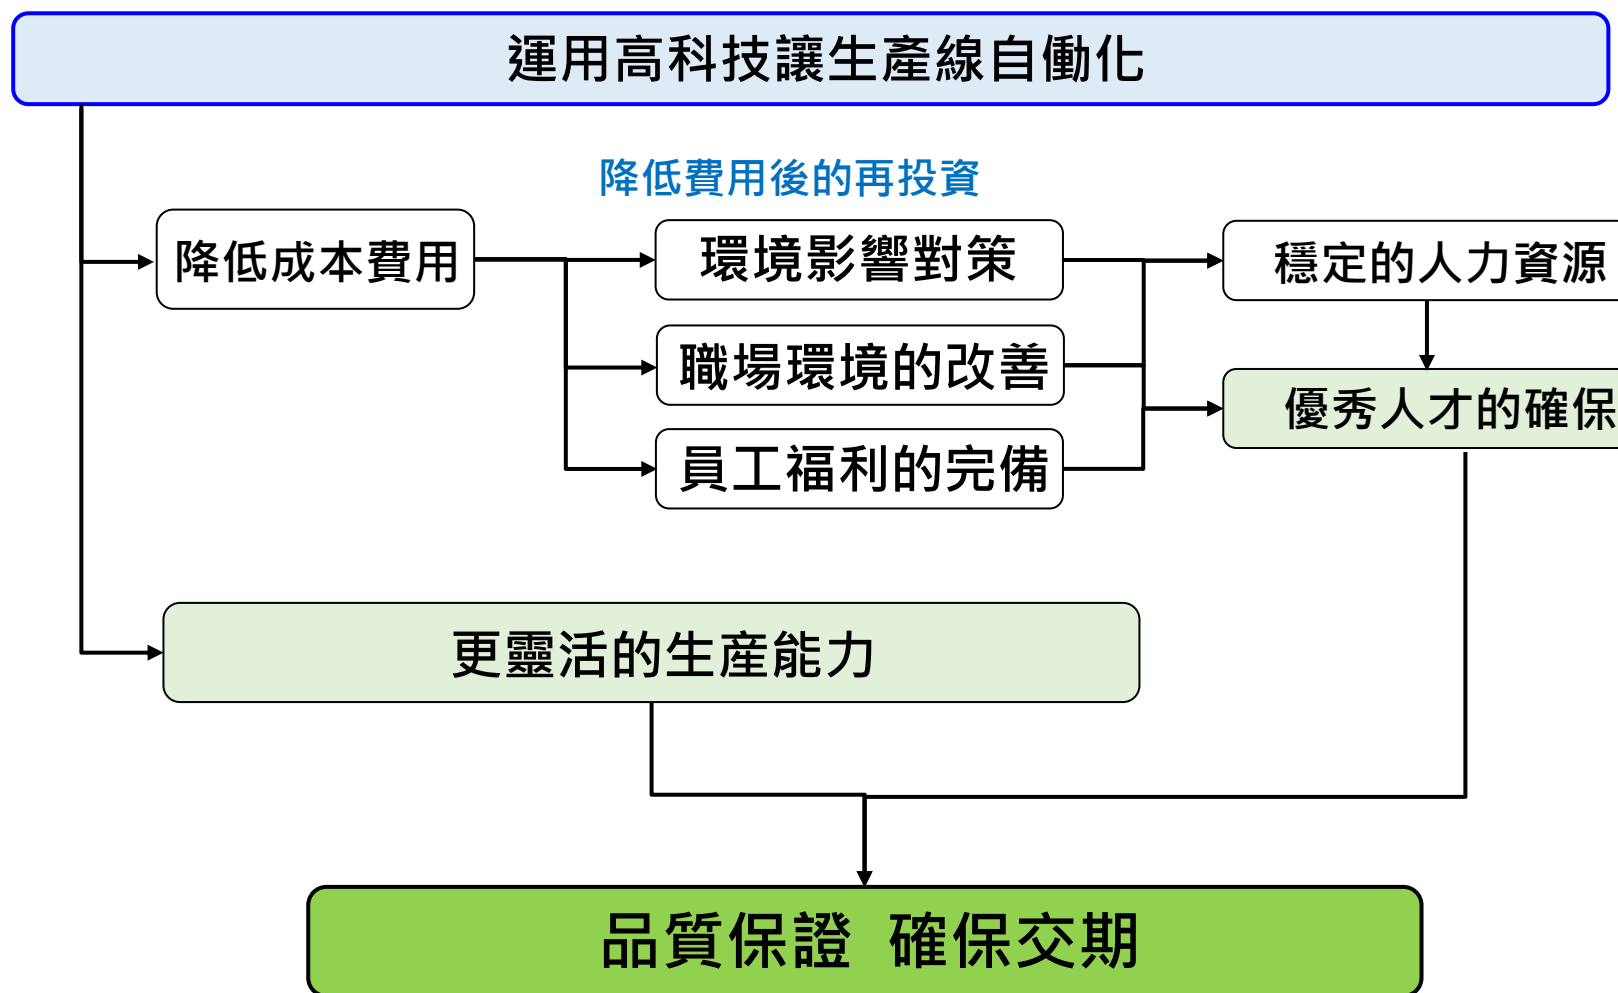 運用高科技讓生產線自働化
降低費用後的再投資
降低成本費用
環境影響對策
穩定的人力資源
職場環境的改善
優秀人才的確保
員工福利的完備
更靈活的生産能力
品質保證 確保交期